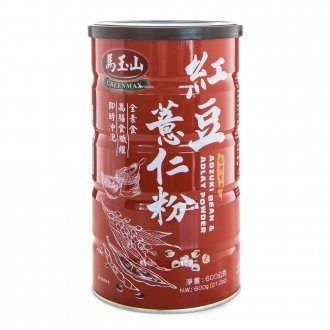 馬玉山
GREENMAX
紅豆
薏仁粉
全素食
高膳食纖維
即時沖泡
ADZUKI BEAN &
ADLAY POWDER
淨重：600公克
N.W.: 600g (21.2oz)